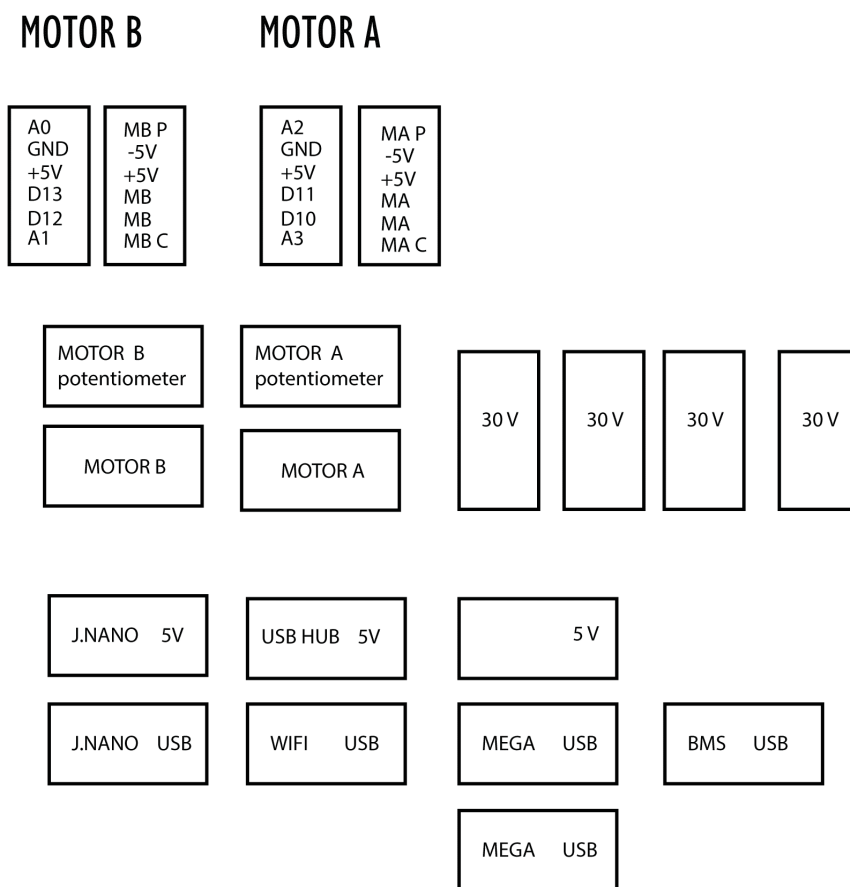 MOTOR B
MOTOR A
A0
GND
+5V
D13
D12
A1
MB P
-5V
+5V
MB
MB
MB C
A2
GND
+5V
D11
D10
A3
MA P
-5V
+5V
MA
MA
MA C
MOTOR B
potentiometer
MOTOR A
potentiometer
30 V
30 V
30 V
30 V
MOTOR B
MOTOR A
J.NANO 5V
USB HUB 5V
5 V
J.NANO USB
WIFI USB
MEGA USB
BMS USB
MEGA USB